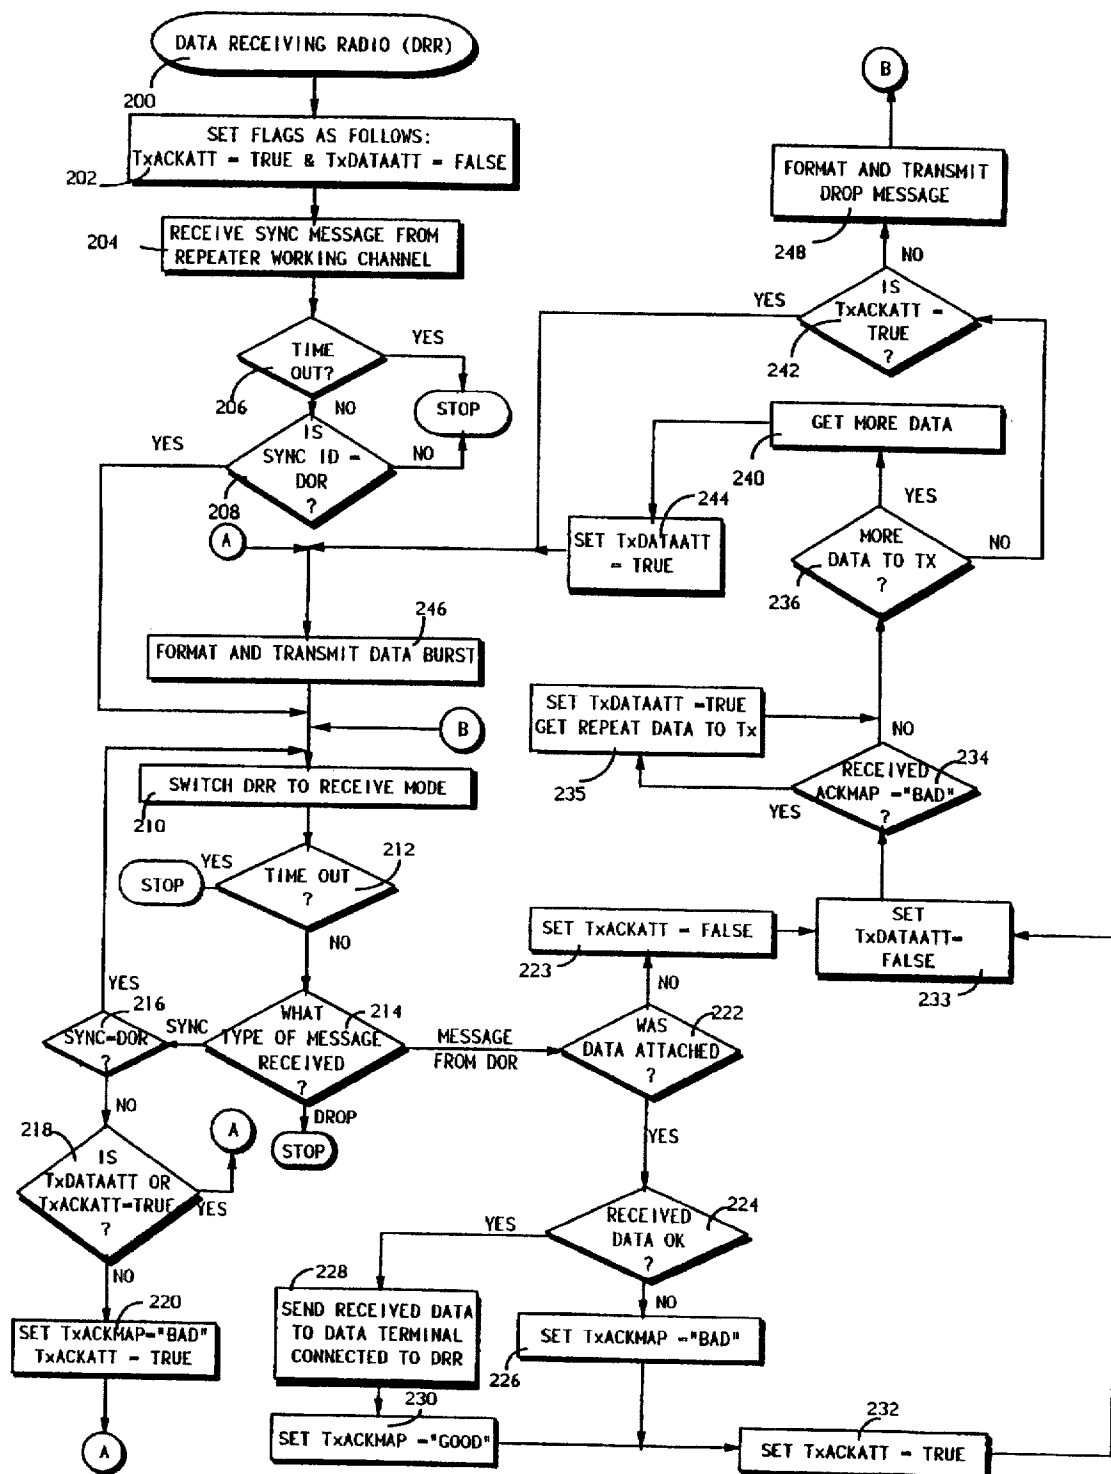 DATA RECEIVING RADIO (DRR)
200
SET FLAGS AS FOLLOWS:
TxACKATT = TRUE & TxDATAATT = FALSE
202
RECEIVE SYNC MESSAGE FROM
REPEATER WORKING CHANNEL
204
TIME
OUT?
206
YES
NO
STOP
IS
SYNC ID =
DOR
?
208
YES
NO
A
246
FORMAT AND TRANSMIT DATA BURST
B
SWITCH DRR TO RECEIVE MODE
210
TIME OUT
?
212
YES
STOP
NO
WHAT
TYPE OF MESSAGE
RECEIVED
?
214
SYNC
MESSAGE
FROM DOR
DROP
STOP
SYNC=DOR
?
216
YES
NO
IS
TxDATAATT OR
TxACKATT=TRUE
?
218
YES
A
NO
220
SET TxACKMAP="BAD"
TxACKATT = TRUE
A
WAS
DATA ATTACHED
?
222
NO
YES
SET TxACKATT = FALSE
223
RECEIVED
DATA OK
?
224
YES
NO
228
SEND RECEIVED DATA
TO DATA TERMINAL
CONNECTED TO DRR
SET TxACKMAP ="BAD"
226
230
SET TxACKMAP ="GOOD"
232
SET TxACKATT = TRUE
SET
TxDATAATT=
FALSE
233
RECEIVED
ACKMAP ="BAD"
?
234
YES
NO
SET TxDATAATT =TRUE
GET REPEAT DATA TO Tx
235
MORE
DATA TO TX
?
236
YES
NO
GET MORE DATA
240
244
SET TxDATAATT
= TRUE
IS
TxACKATT =
TRUE
?
242
YES
NO
FORMAT AND TRANSMIT
DROP MESSAGE
248
B